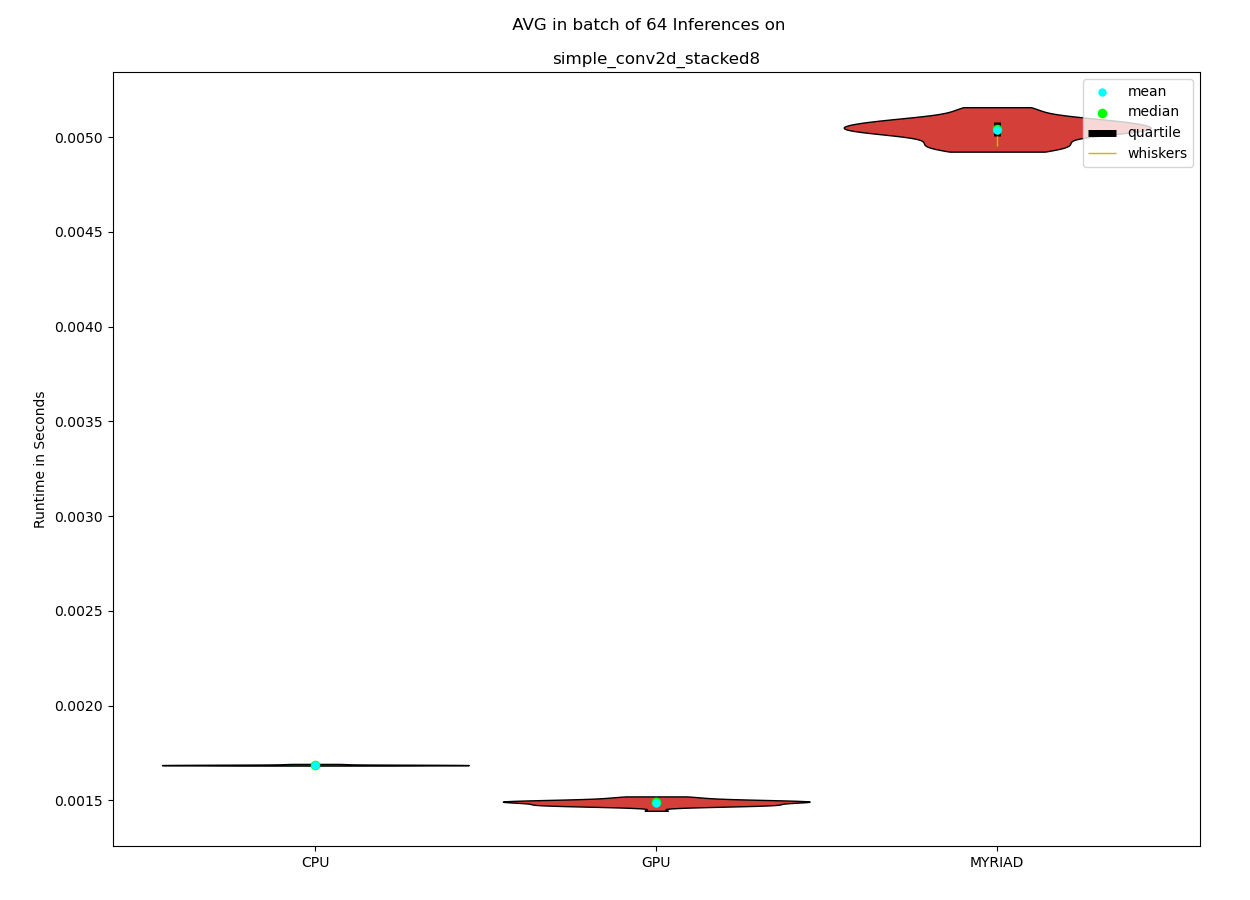 AVG in batch of 64 Inferences on
simple_conv2d_stacked8
mean
median
quartile
whiskers
0.0050
0.0045
0.0040
0.0035
0.0030
0.0025
0.0020
0.0015
Runtime in Seconds
CPU GPU MYRIAD